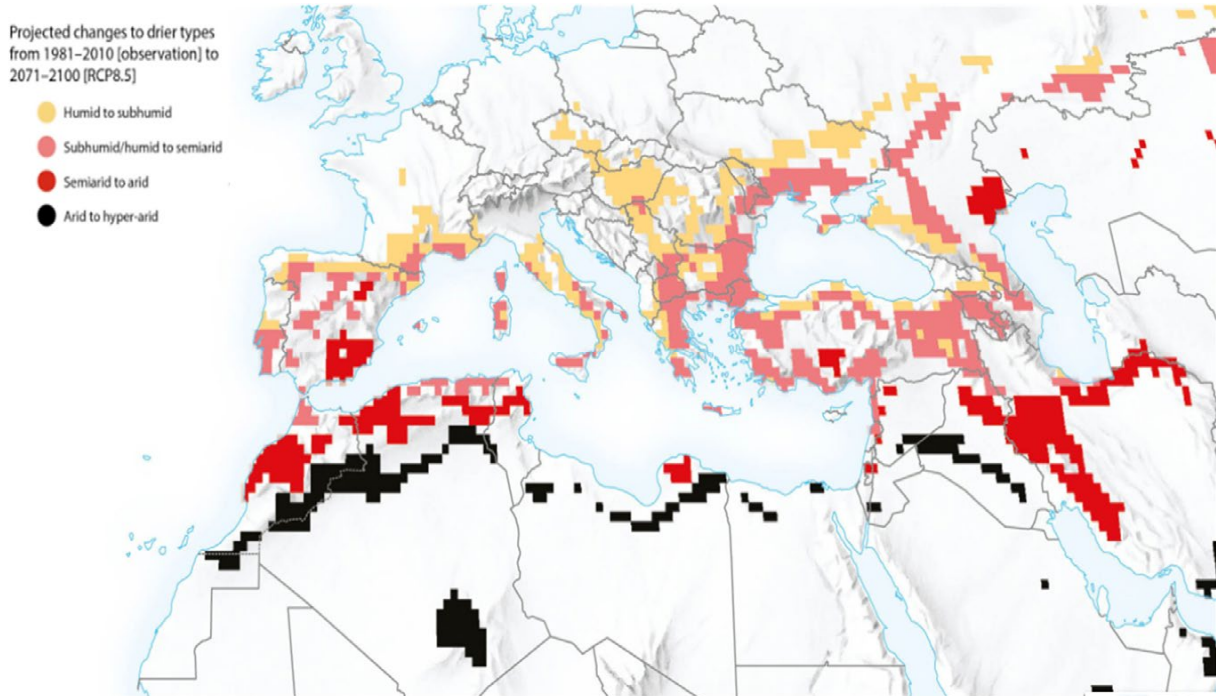 Projected changes to drier types
from 1981–2010 [observation] to
2071–2100 [RCP8.5]
Humid to subhumid
Subhumid/humid to semiarid
Semiarid to arid
Arid to hyper-arid